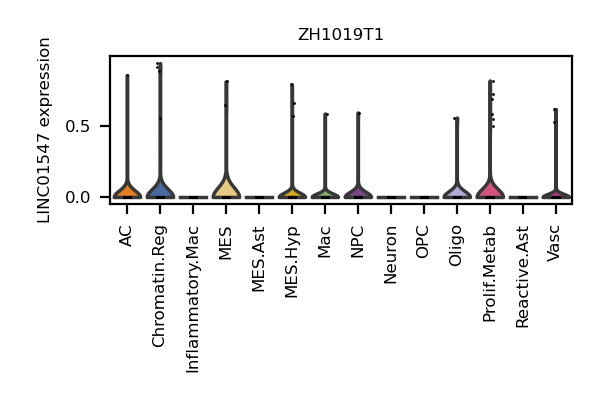 ZH1019T1
LINC01547 expression
0.5
0.0
AC
Chromatin.Reg
Inflammatory.Mac
MES
MES.Ast
MES.Hyp
Mac
NPC
Neuron
OPC
Oligo
Prolif.Metab
Reactive.Ast
Vasc